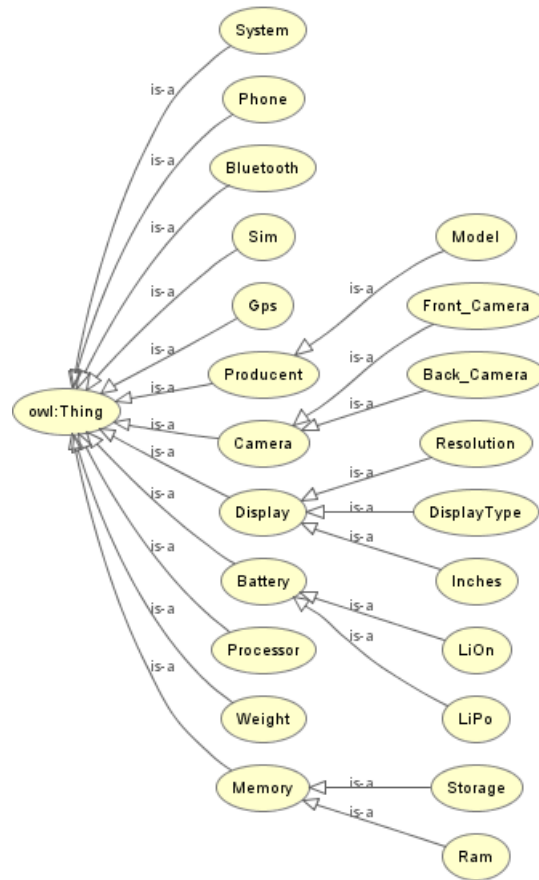 System
is-a
Phone
is-a
Bluetooth
is-a
Sim
Model
is-a
is-a
Gps
Front_Camera
is-a
is-a
Producent
Back_Camera
is-a
owl:Thing
Camera
Resolution
is-a
is-a
Display
is-a
DisplayType
is-a
is-a
Battery
Inches
is-a
is-a
is-a
Processor
LiOn
is-a
Weight
LiPo
is-a
Memory
is-a
Storage
is-a
Ram